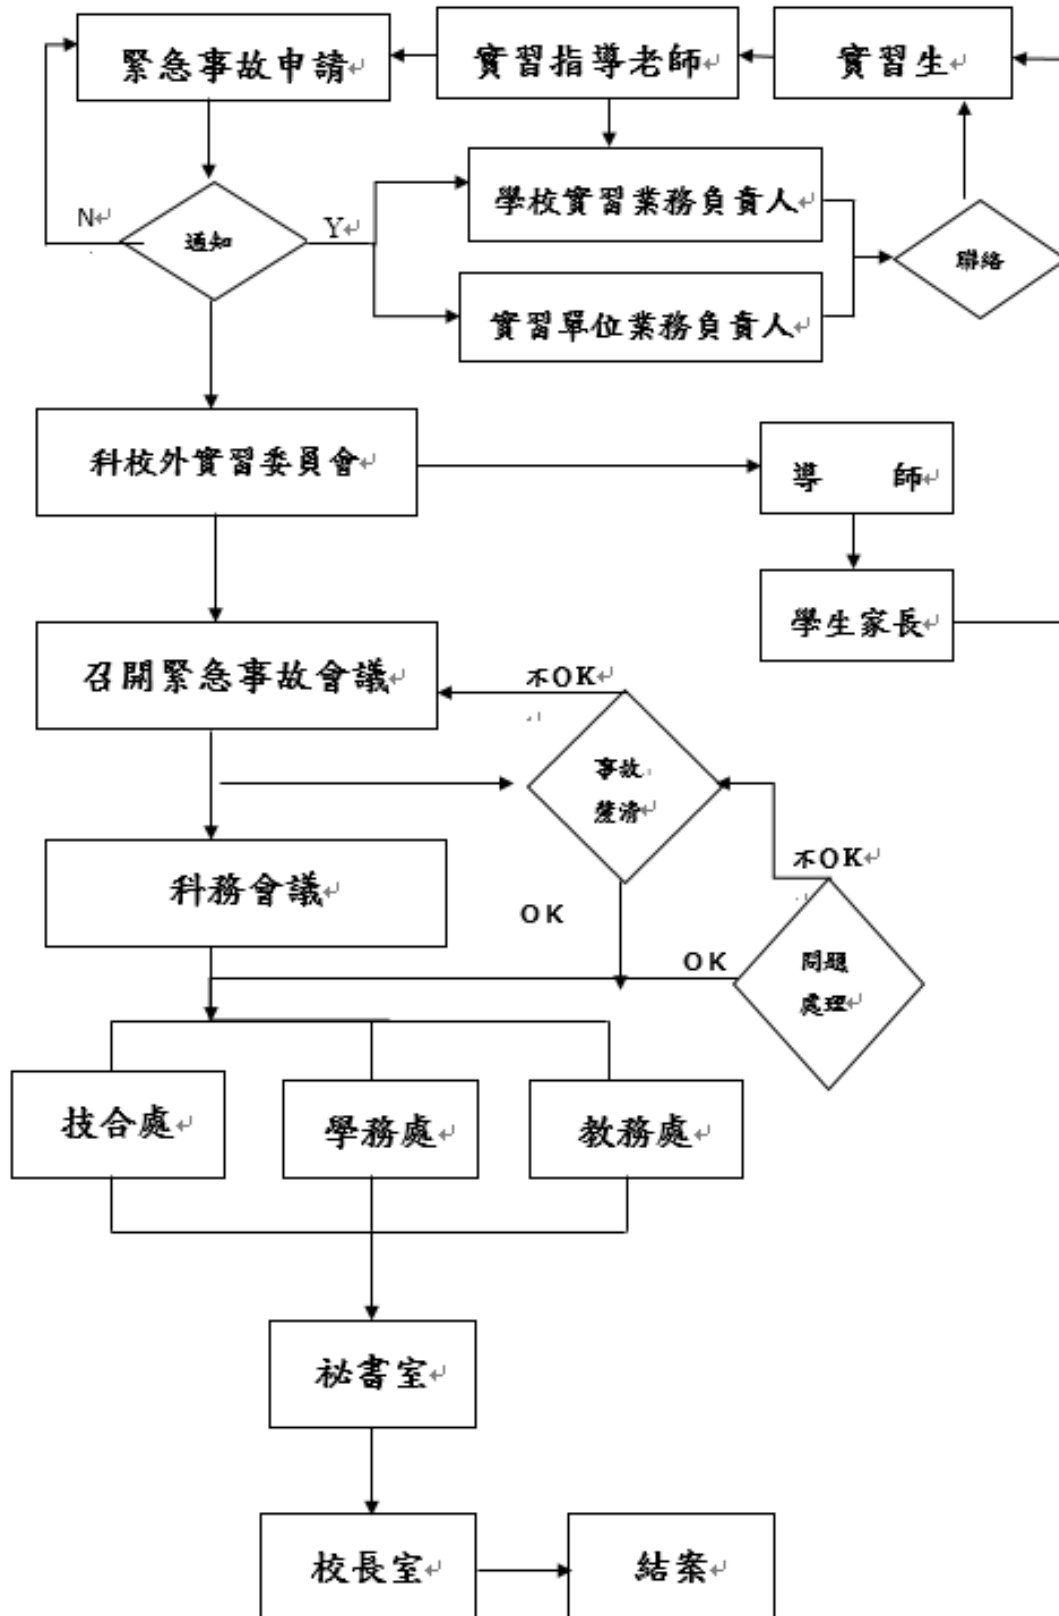 緊急事故申請
實習指導老師
實習生
N
通知
Y
學校實習業務負責人
聯絡
實習單位業務負責人
科校外實習委員會
導 師
學生家長
召開緊急事故會議
不OK
事故
釐清
不OK
科務會議
OK
OK
問題
處理
技合處
學務處
教務處
祕書室
校長室
結案